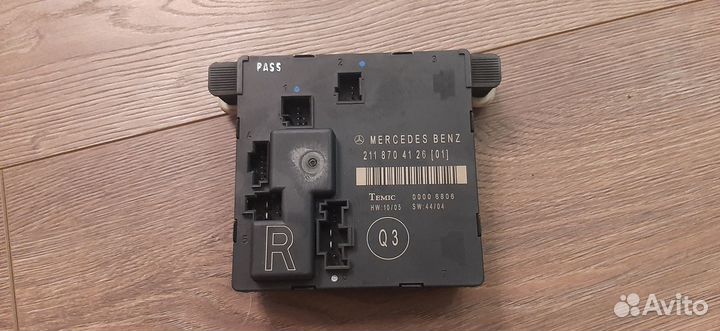 PASS
2
3
1
MERCEDES BENZ
4
211 870 41 26 [01]
TEMIC 0000 6806
HW:10/03 SW:44/04
5
R
Q3
Avito